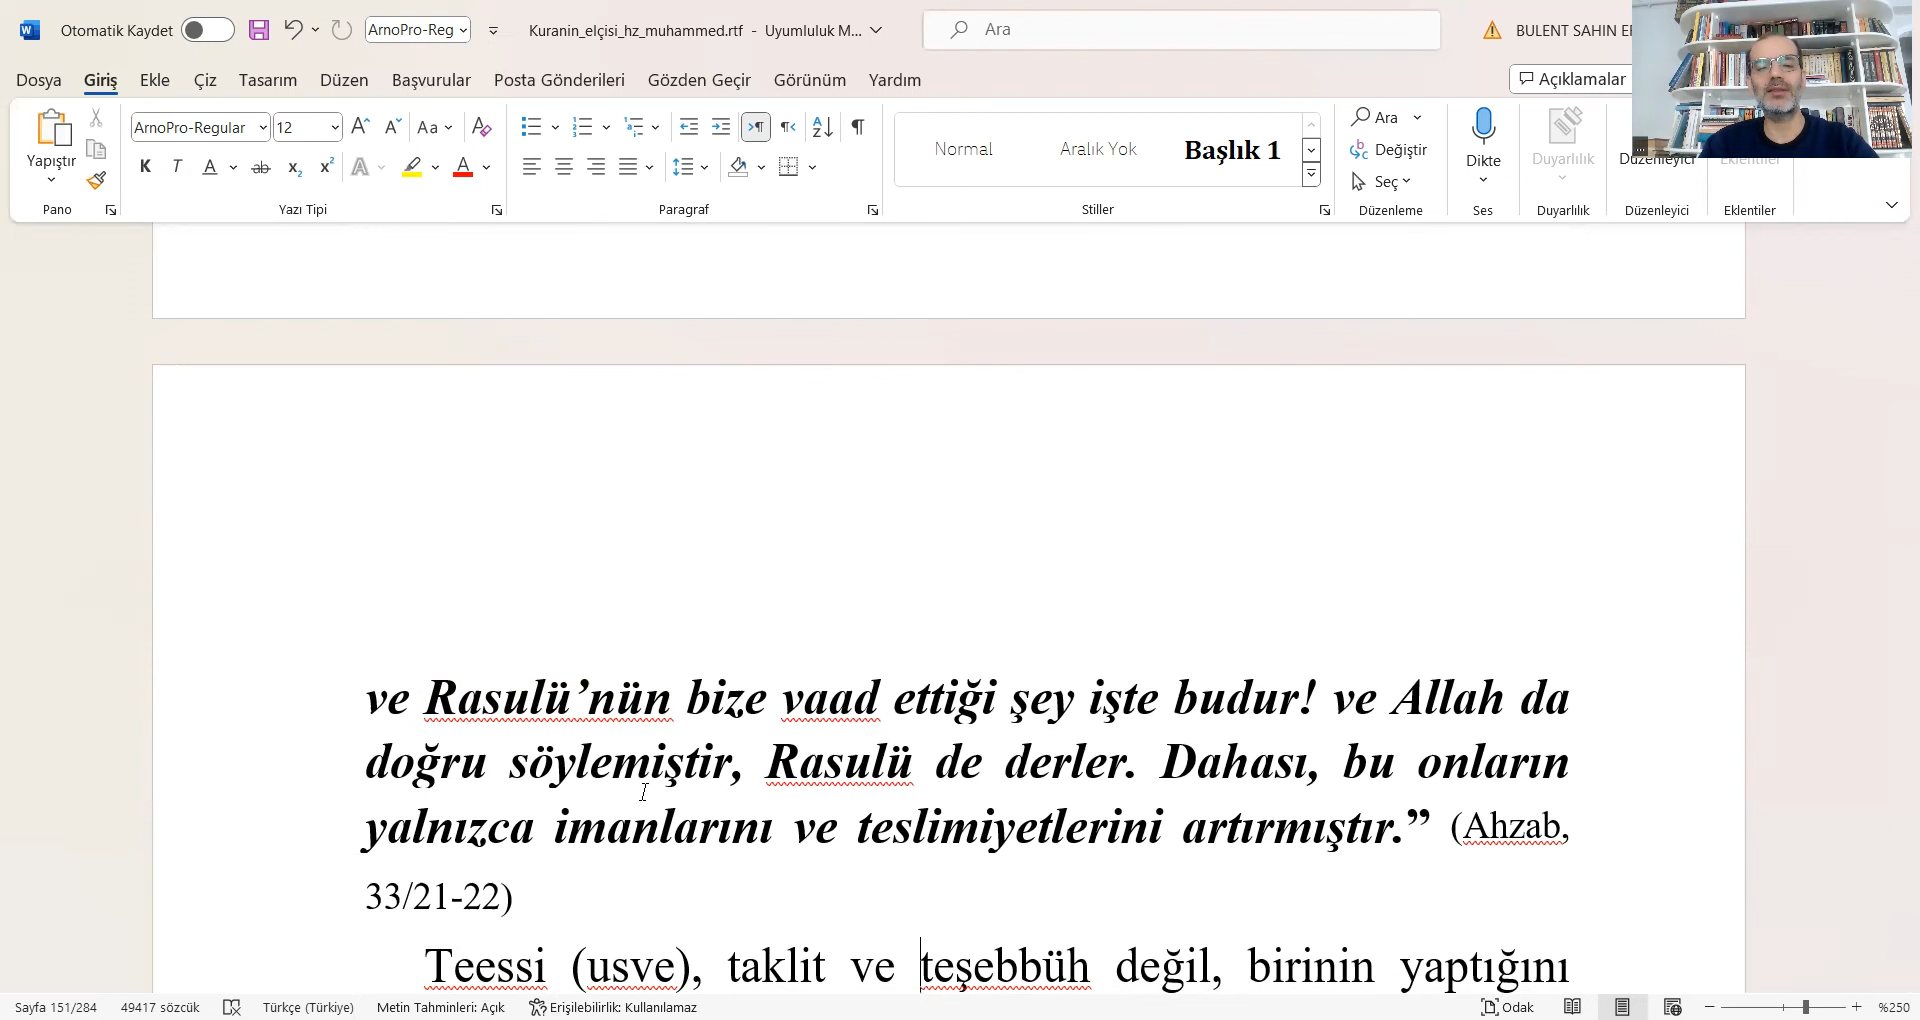 Otomatik Kaydet
ArnoPro-Reg
Kuranin_elçisi_hz_muhammed.rtf - Uyumluluk M...
Ara
BULENT SAHIN
Dosya Giriş Ekle Çiz Tasarım Düzen Başvurular Posta Gönderileri Gözden Geçir Görünüm Yardım
Açıklamalar
Yapıştır
ArnoPro-Regular 12
Normal
Aralık Yok
Başlık 1
Ara
Değiştir
Seç
Dikte
Duyarlılık
Düzenleyici
Eklentiler
Pano
Yazı Tipi
Paragraf
Stiller
Düzenleme
Ses
Duyarlılık
Düzenleyici
Eklentiler
ve Rasulü’nün bize vaad ettiği şey işte budur! ve Allah da
doğru söylemiştir, Rasulü de derler. Dahası, bu onların
yalnızca imanlarını ve teslimiyetlerini artırmıştır.” (Ahzab,
33/21-22)
Teessi (usve), taklit ve teşebbüh değil, birinin yaptığını
Sayfa 151/284 49417 sözcük Türkçe (Türkiye) Metin Tahminleri: Açık Erişilebilirlik: Kullanılamaz Odak %250